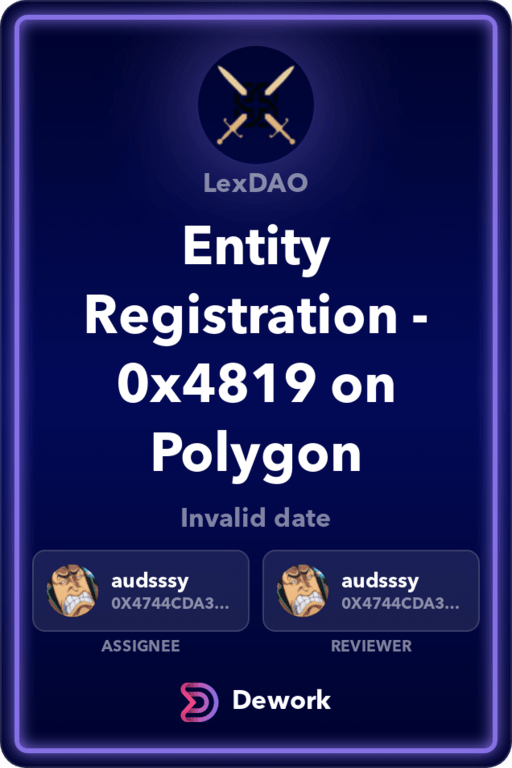 LexDAO
Entity
Registration -
0x4819 on
Polygon
Invalid date
audsssy
0X4744CDA3...
ASSIGNEE
audsssy
0X4744CDA3...
REVIEWER
Dework